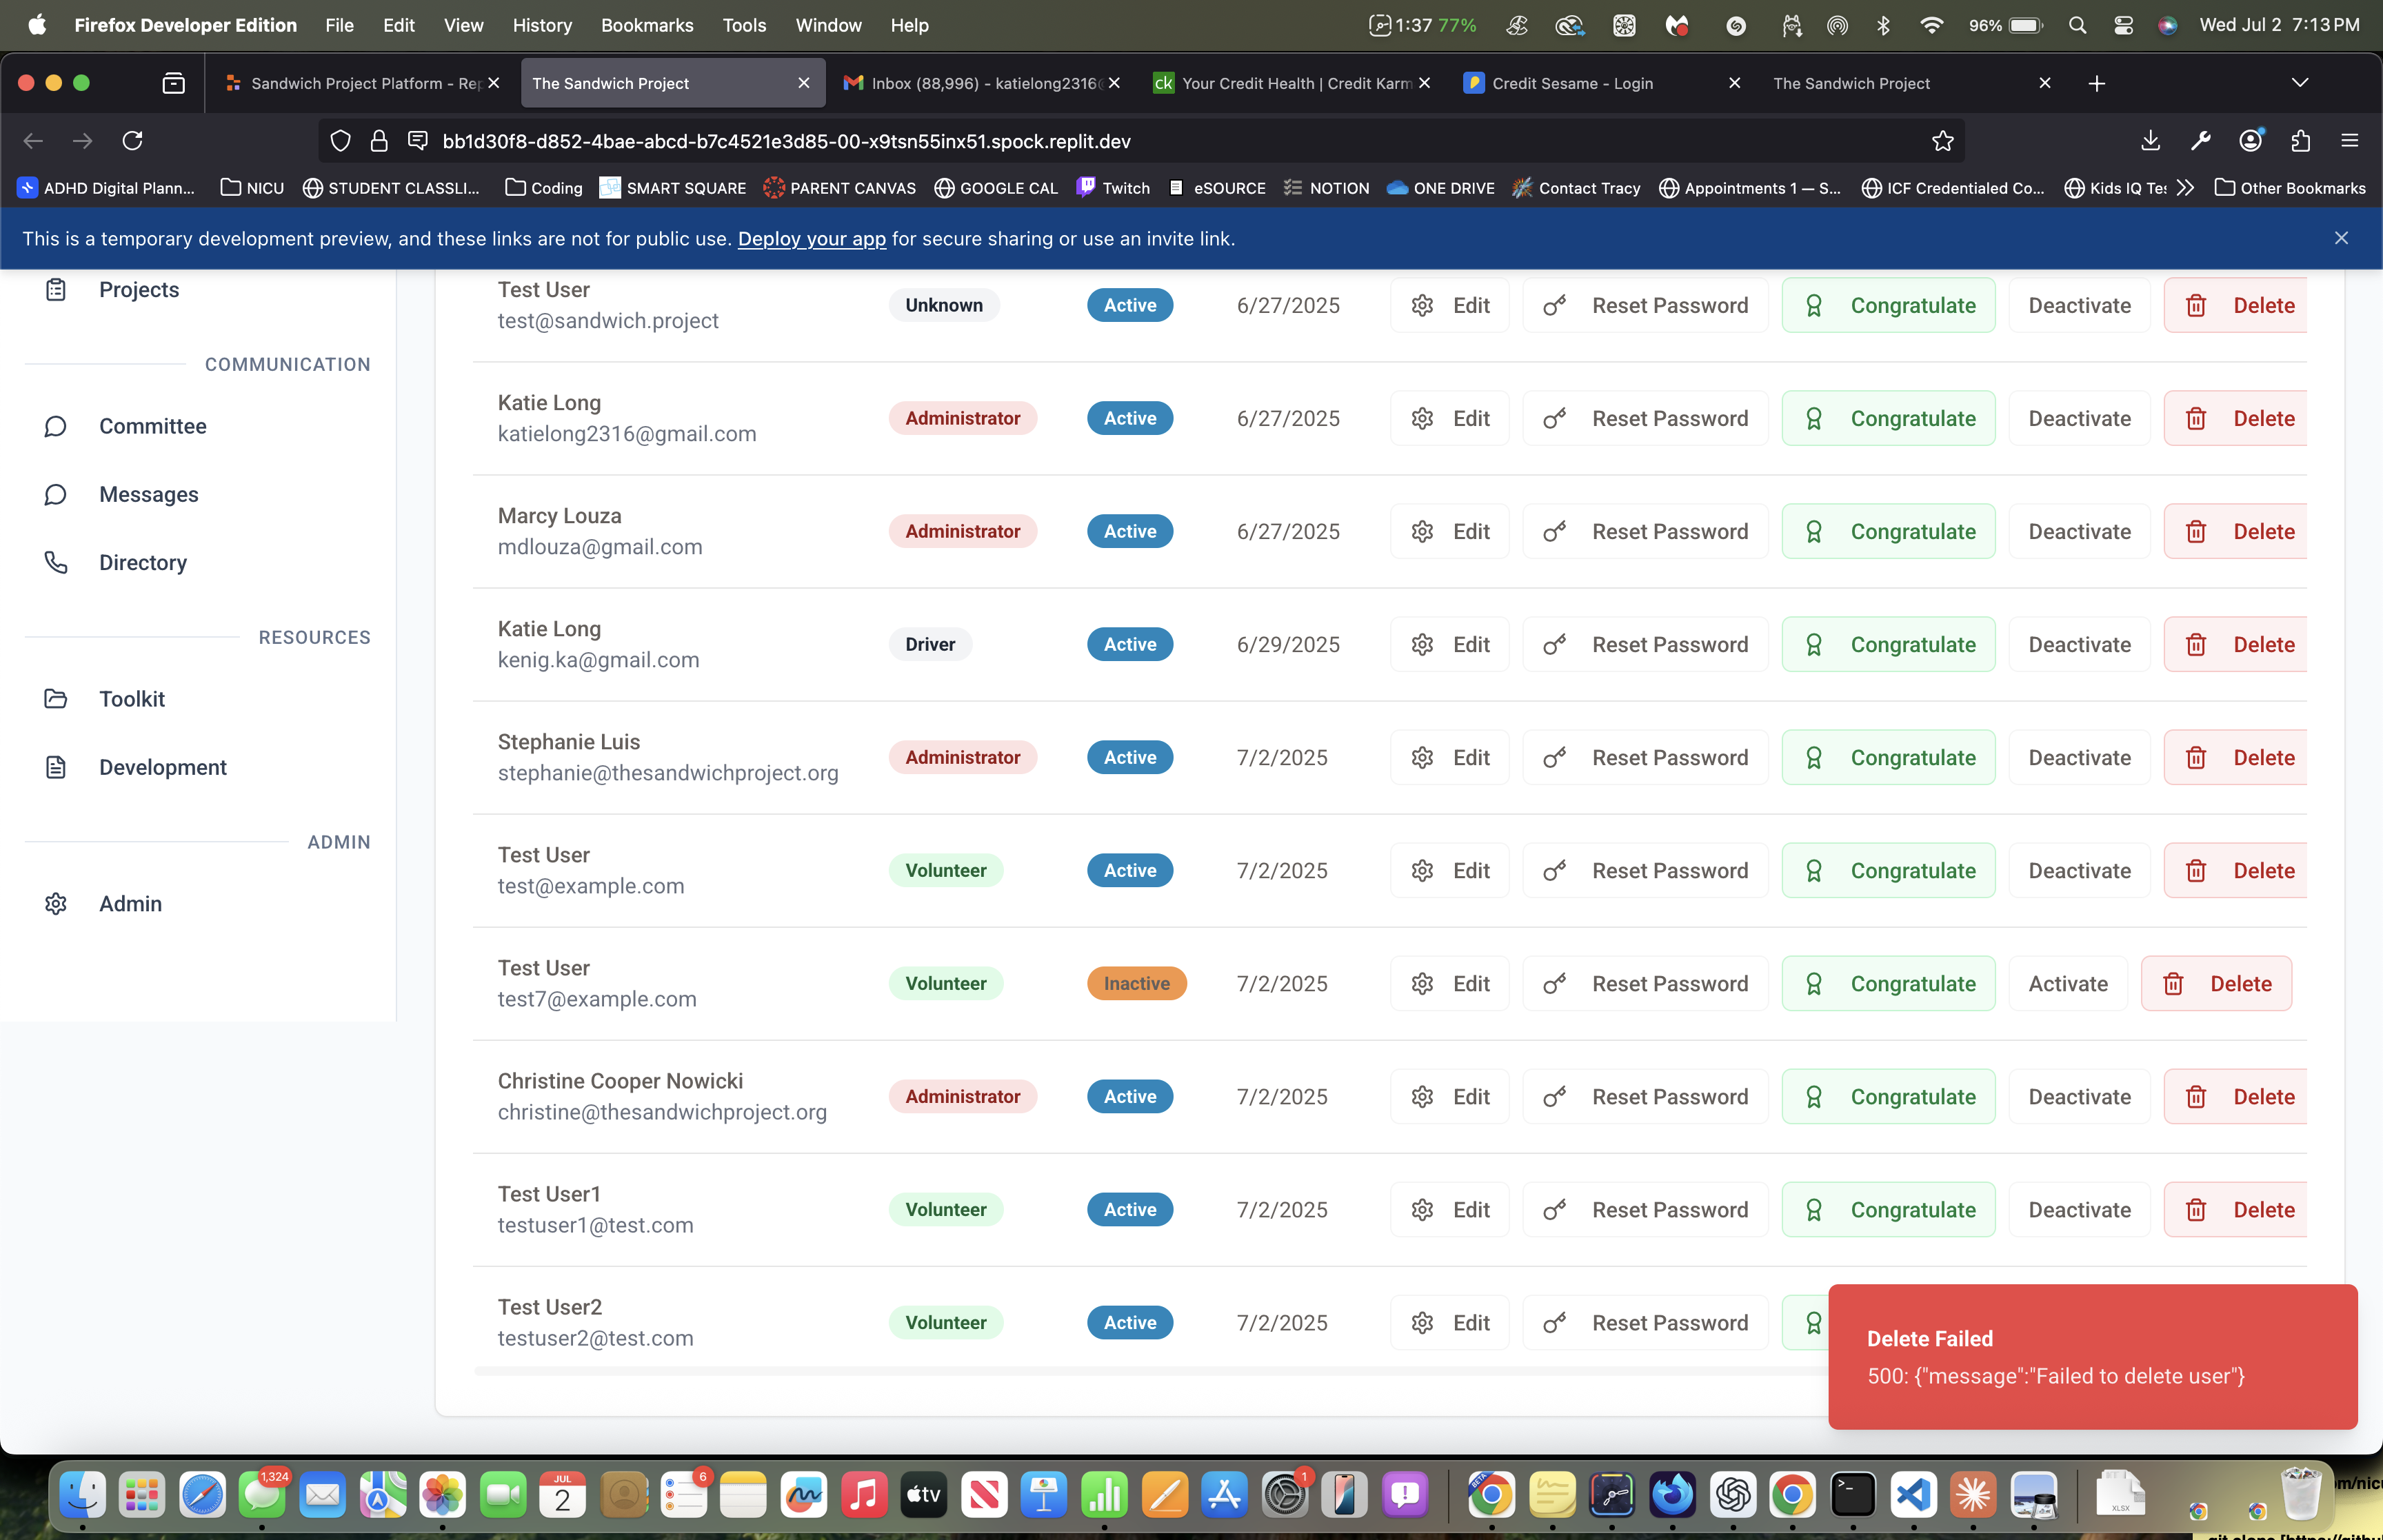 Firefox Developer Edition File Edit View History Bookmarks Tools Window Help 1:37 77% 96% Wed Jul 2 7:13 PM
Sandwich Project Platform - Rep The Sandwich Project Inbox (88,996) - katielong2316@ Your Credit Health | Credit Karm Credit Sesame - Login The Sandwich Project
bb1d30f8-d852-4bae-abcd-b7c4521e3d85-00-x9tsn55inx51.spock.replit.dev
ADHD Digital Plann... NICU STUDENT CLASSLI... Coding SMART SQUARE PARENT CANVAS GOOGLE CAL Twitch eSOURCE NOTION ONE DRIVE Contact Tracy Appointments 1 — S... ICF Credentialed Co... Kids IQ Tes Other Bookmarks
This is a temporary development preview, and these links are not for public use. Deploy your app for secure sharing or use an invite link.
Projects
COMMUNICATION
Committee
Messages
Directory
RESOURCES
Toolkit
Development
ADMIN
Admin
Test User
test@sandwich.project
Unknown Active 6/27/2025 Edit Reset Password Congratulate Deactivate Delete
Katie Long
katielong2316@gmail.com
Administrator Active 6/27/2025 Edit Reset Password Congratulate Deactivate Delete
Marcy Louza
mdlouza@gmail.com
Administrator Active 6/27/2025 Edit Reset Password Congratulate Deactivate Delete
Katie Long
kenig.ka@gmail.com
Driver Active 6/29/2025 Edit Reset Password Congratulate Deactivate Delete
Stephanie Luis
stephanie@thesandwichproject.org
Administrator Active 7/2/2025 Edit Reset Password Congratulate Deactivate Delete
Test User
test@example.com
Volunteer Active 7/2/2025 Edit Reset Password Congratulate Deactivate Delete
Test User
test7@example.com
Volunteer Inactive 7/2/2025 Edit Reset Password Congratulate Activate Delete
Christine Cooper Nowicki
christine@thesandwichproject.org
Administrator Active 7/2/2025 Edit Reset Password Congratulate Deactivate Delete
Test User1
testuser1@test.com
Volunteer Active 7/2/2025 Edit Reset Password Congratulate Deactivate Delete
Test User2
testuser2@test.com
Volunteer Active 7/2/2025 Edit Reset Password
Delete Failed
500: {"message":"Failed to delete user"}
1,324
JUL
2
6
tv
1
XLSX